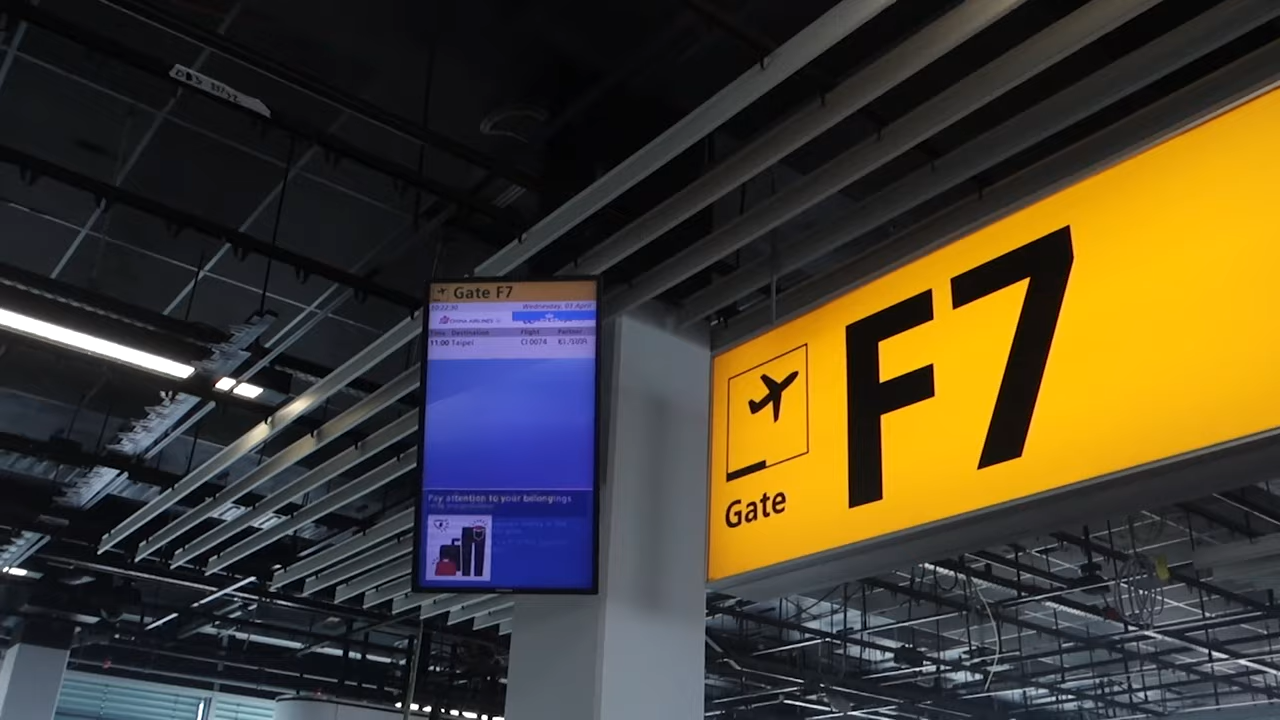 Gate F7
Wednesday, 03 April
CHINA AIRLINES
Time Destination Flight Partner
11:00 Taipei CI 0074
Pay attention to your belongings
F7
Gate